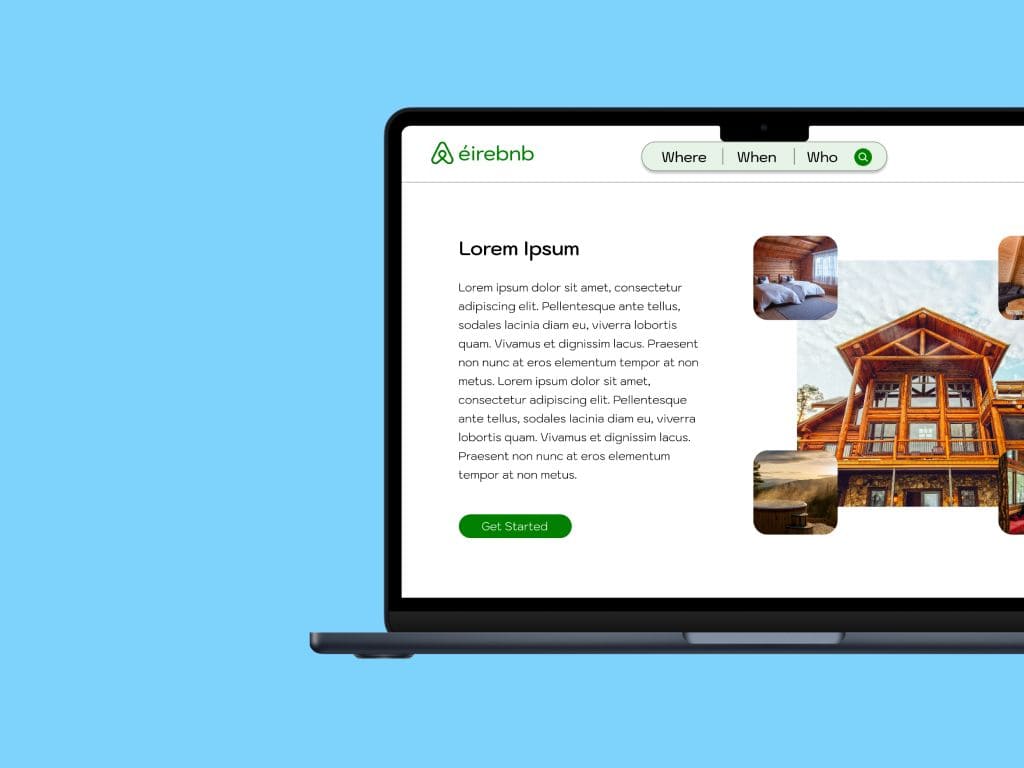 éirebnb
Where When Who
Lorem Ipsum
Lorem ipsum dolor sit amet, consectetur
adipiscing elit. Pellentesque ante tellus,
sodales lacinia diam eu, viverra lobortis
quam. Vivamus et dignissim lacus. Praesent
non nunc at eros elementum tempor at non
metus. Lorem ipsum dolor sit amet,
consectetur adipiscing elit. Pellentesque
ante tellus, sodales lacinia diam eu, viverra
lobortis quam. Vivamus et dignissim lacus.
Praesent non nunc at eros elementum
tempor at non metus.
Get Started